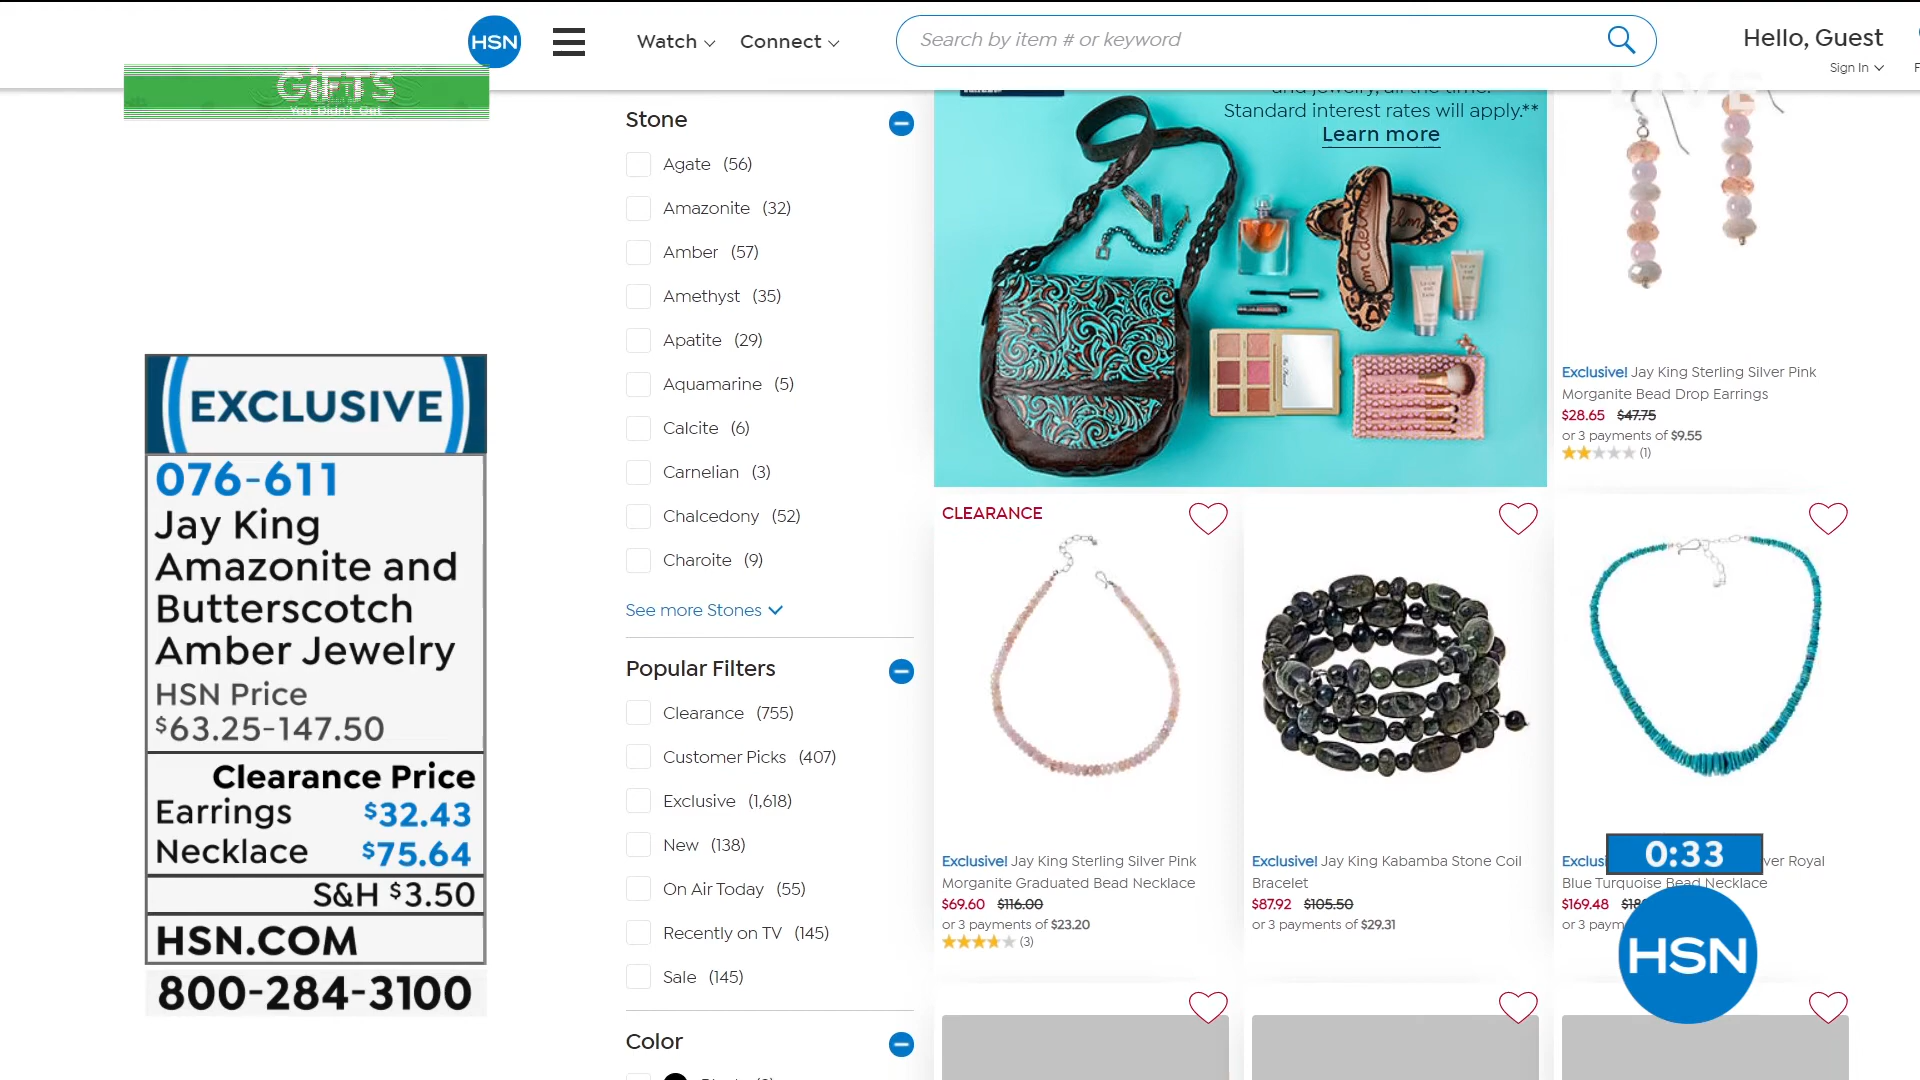 HSN
Watch
Connect
Search by item # or keyword
Hello, Guest
Sign In
GiFTS
You Didn't Get
LIVE
EXCLUSIVE
076-611
Jay King
Amazonite and
Butterscotch
Amber Jewelry
HSN Price
$63.25-147.50
Clearance Price
Earrings $32.43
Necklace $75.64
S&H $3.50
HSN.COM
800-284-3100
Stone
Agate (56)
Amazonite (32)
Amber (57)
Amethyst (35)
Apatite (29)
Aquamarine (5)
Calcite (6)
Carnelian (3)
Chalcedony (52)
Charoite (9)
See more Stones
Popular Filters
Clearance (755)
Customer Picks (407)
Exclusive (1,618)
New (138)
On Air Today (55)
Recently on TV (145)
Sale (145)
Color
and jewelry, all the time.
Standard interest rates will apply.**
Learn more
Exclusive! Jay King Sterling Silver Pink
Morganite Bead Drop Earrings
$28.65 $47.75
or 3 payments of $9.55
(1)
CLEARANCE
Exclusive! Jay King Sterling Silver Pink
Morganite Graduated Bead Necklace
$69.60 $116.00
or 3 payments of $23.20
(3)
Exclusive! Jay King Kabamba Stone Coil
Bracelet
$87.92 $105.50
or 3 payments of $29.31
Royal
Blue Turquoise Bead Necklace
$169.48
or 3
0:33
HSN